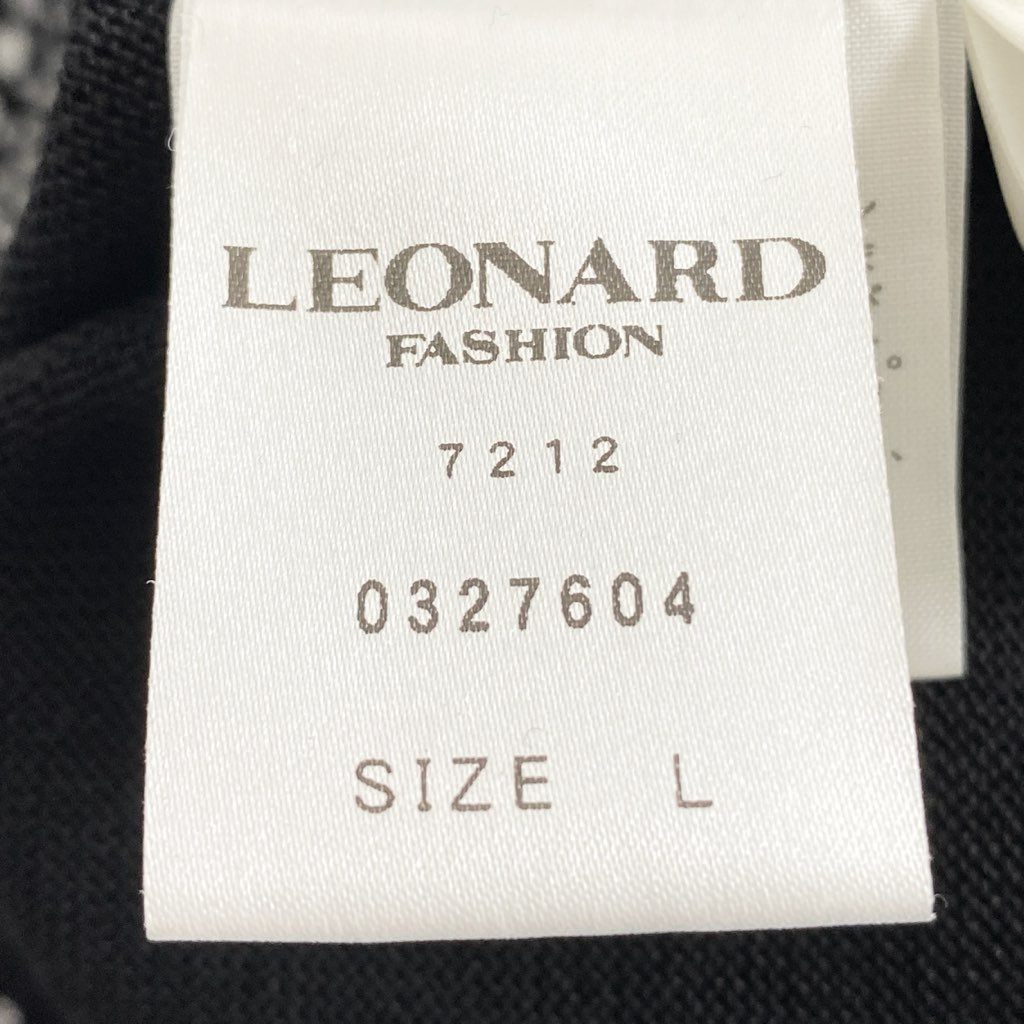 LEONARD
FASHION
7212
0327604
SIZE L